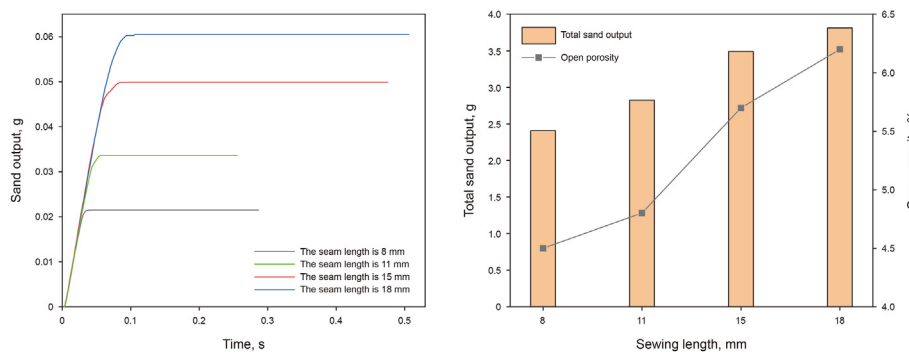 0.06
0.05
0.04
0.03
0.02
0.01
0
Sand output, g
0 0.1 0.2 0.3 0.4 0.5
Time, s
The seam length is 8 mm
The seam length is 11 mm
The seam length is 15 mm
The seam length is 18 mm
4.0
3.5
3.0
2.5
2.0
1.5
1.0
0.5
0
Total sand output, g
Total sand output
Open porosity
6.5
6.0
5.5
5.0
4.5
4.0
8 11 15 18
Sewing length, mm